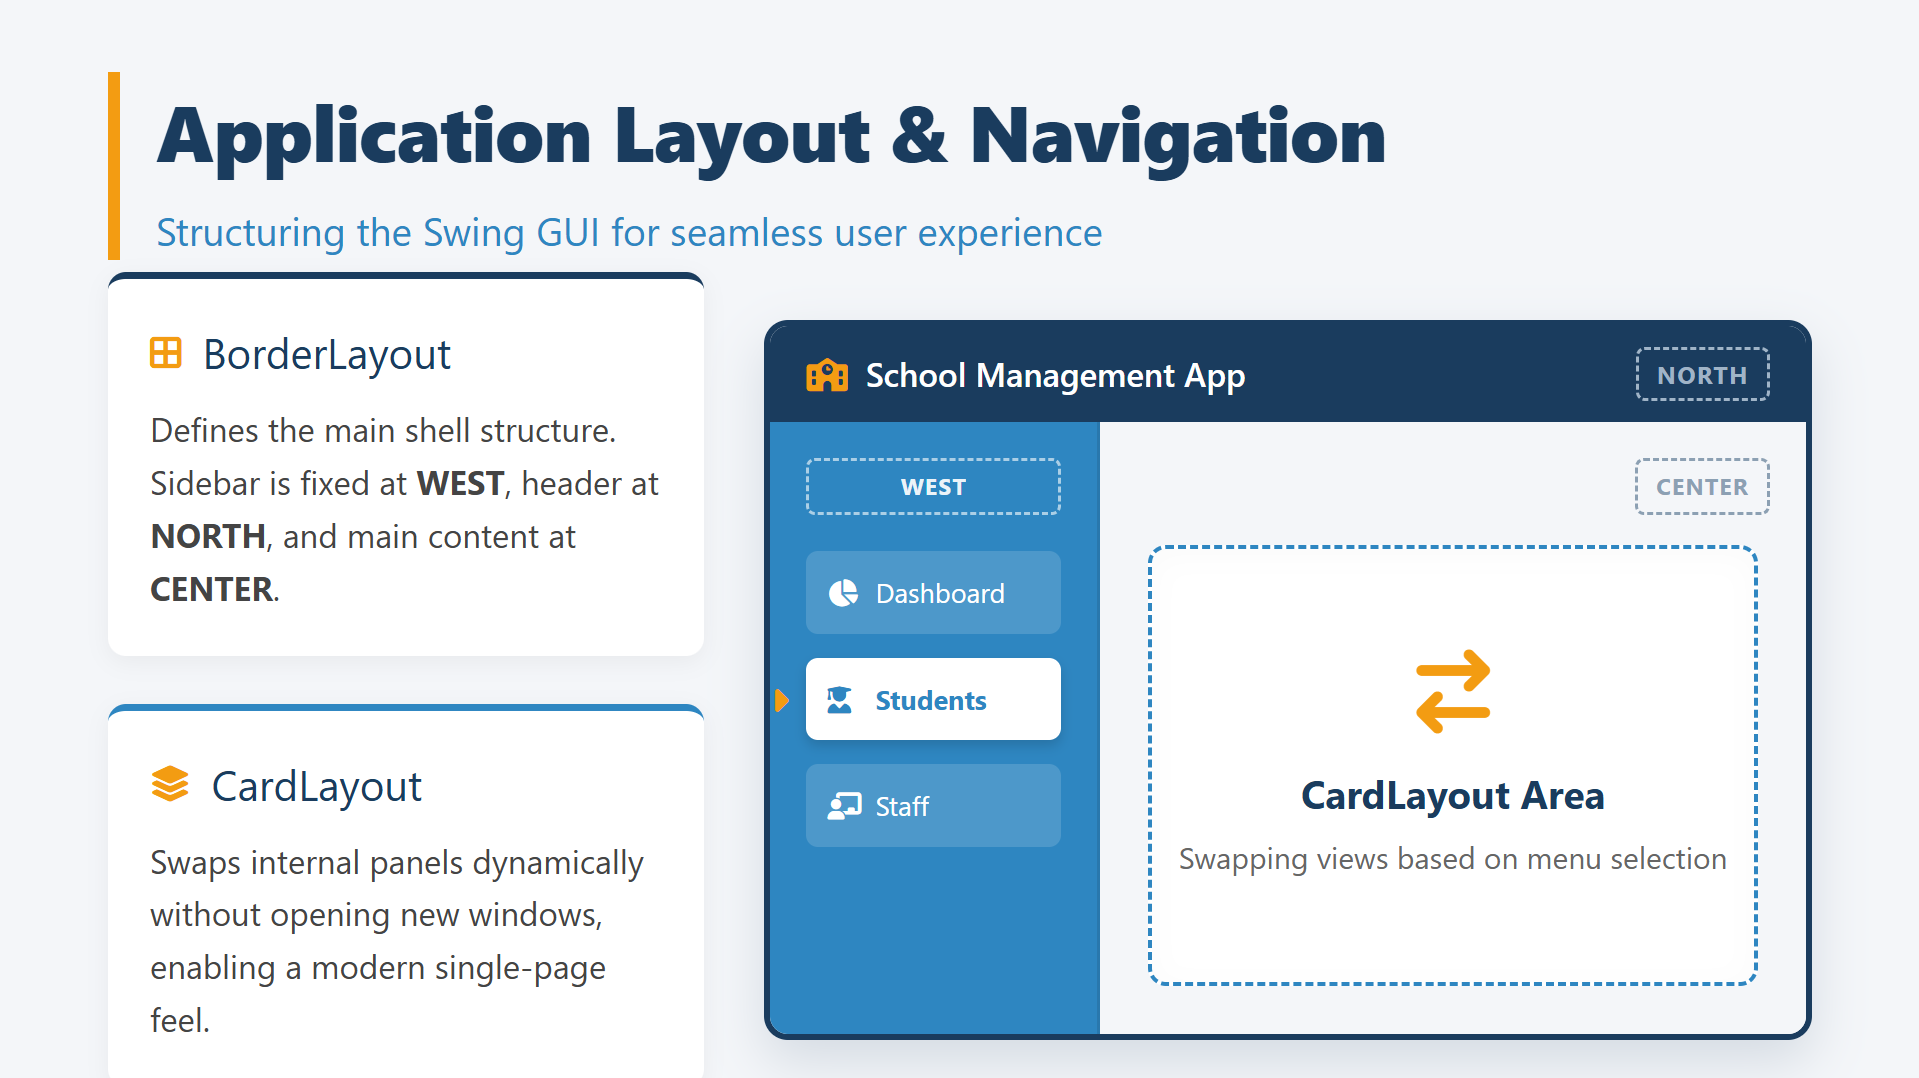 Application Layout & Navigation
Structuring the Swing GUI for seamless user experience
BorderLayout
Defines the main shell structure.
Sidebar is fixed at WEST, header at
NORTH, and main content at
CENTER.
CardLayout
Swaps internal panels dynamically
without opening new windows,
enabling a modern single-page
feel.
School Management App
NORTH
WEST
Dashboard
Students
Staff
CENTER
CardLayout Area
Swapping views based on menu selection